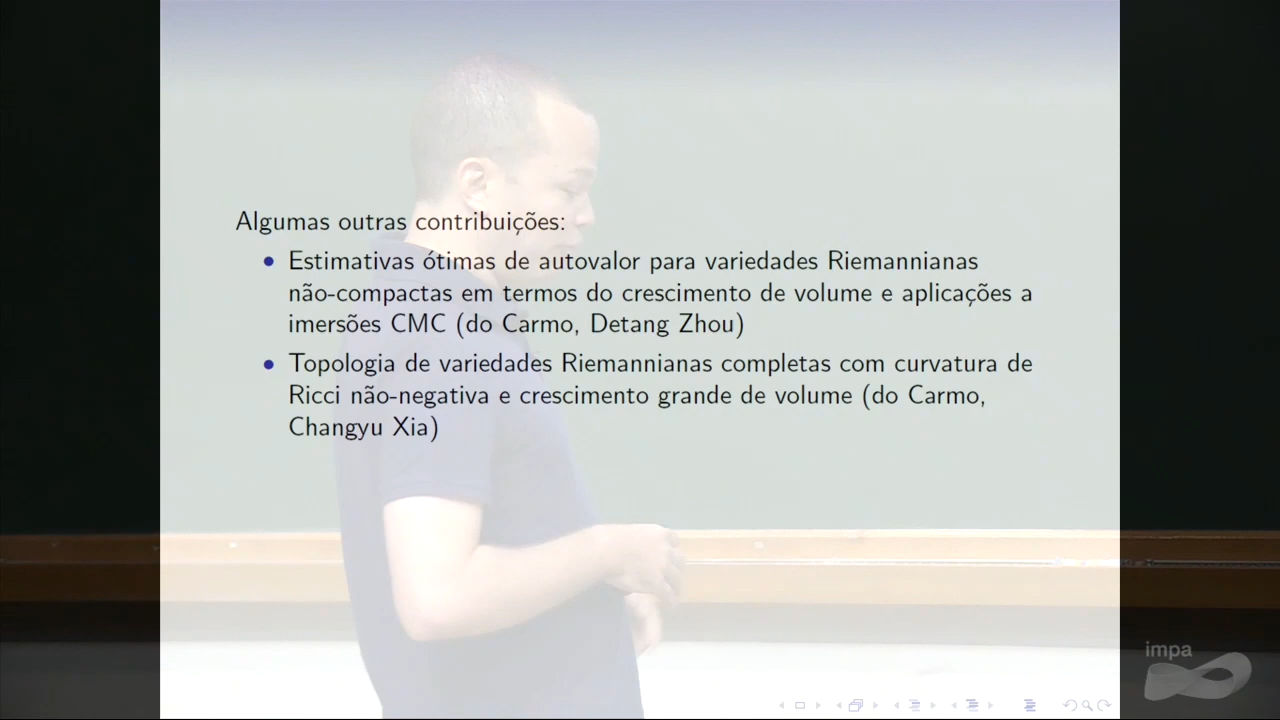 Algumas outras contribuições:
• Estimativas ótimas de autovalor para variedades Riemannianas
não-compactas em termos do crescimento de volume e aplicações a
imersões CMC (do Carmo, Detang Zhou)
• Topologia de variedades Riemannianas completas com curvatura de
Ricci não-negativa e crescimento grande de volume (do Carmo,
Changyu Xia)
impa